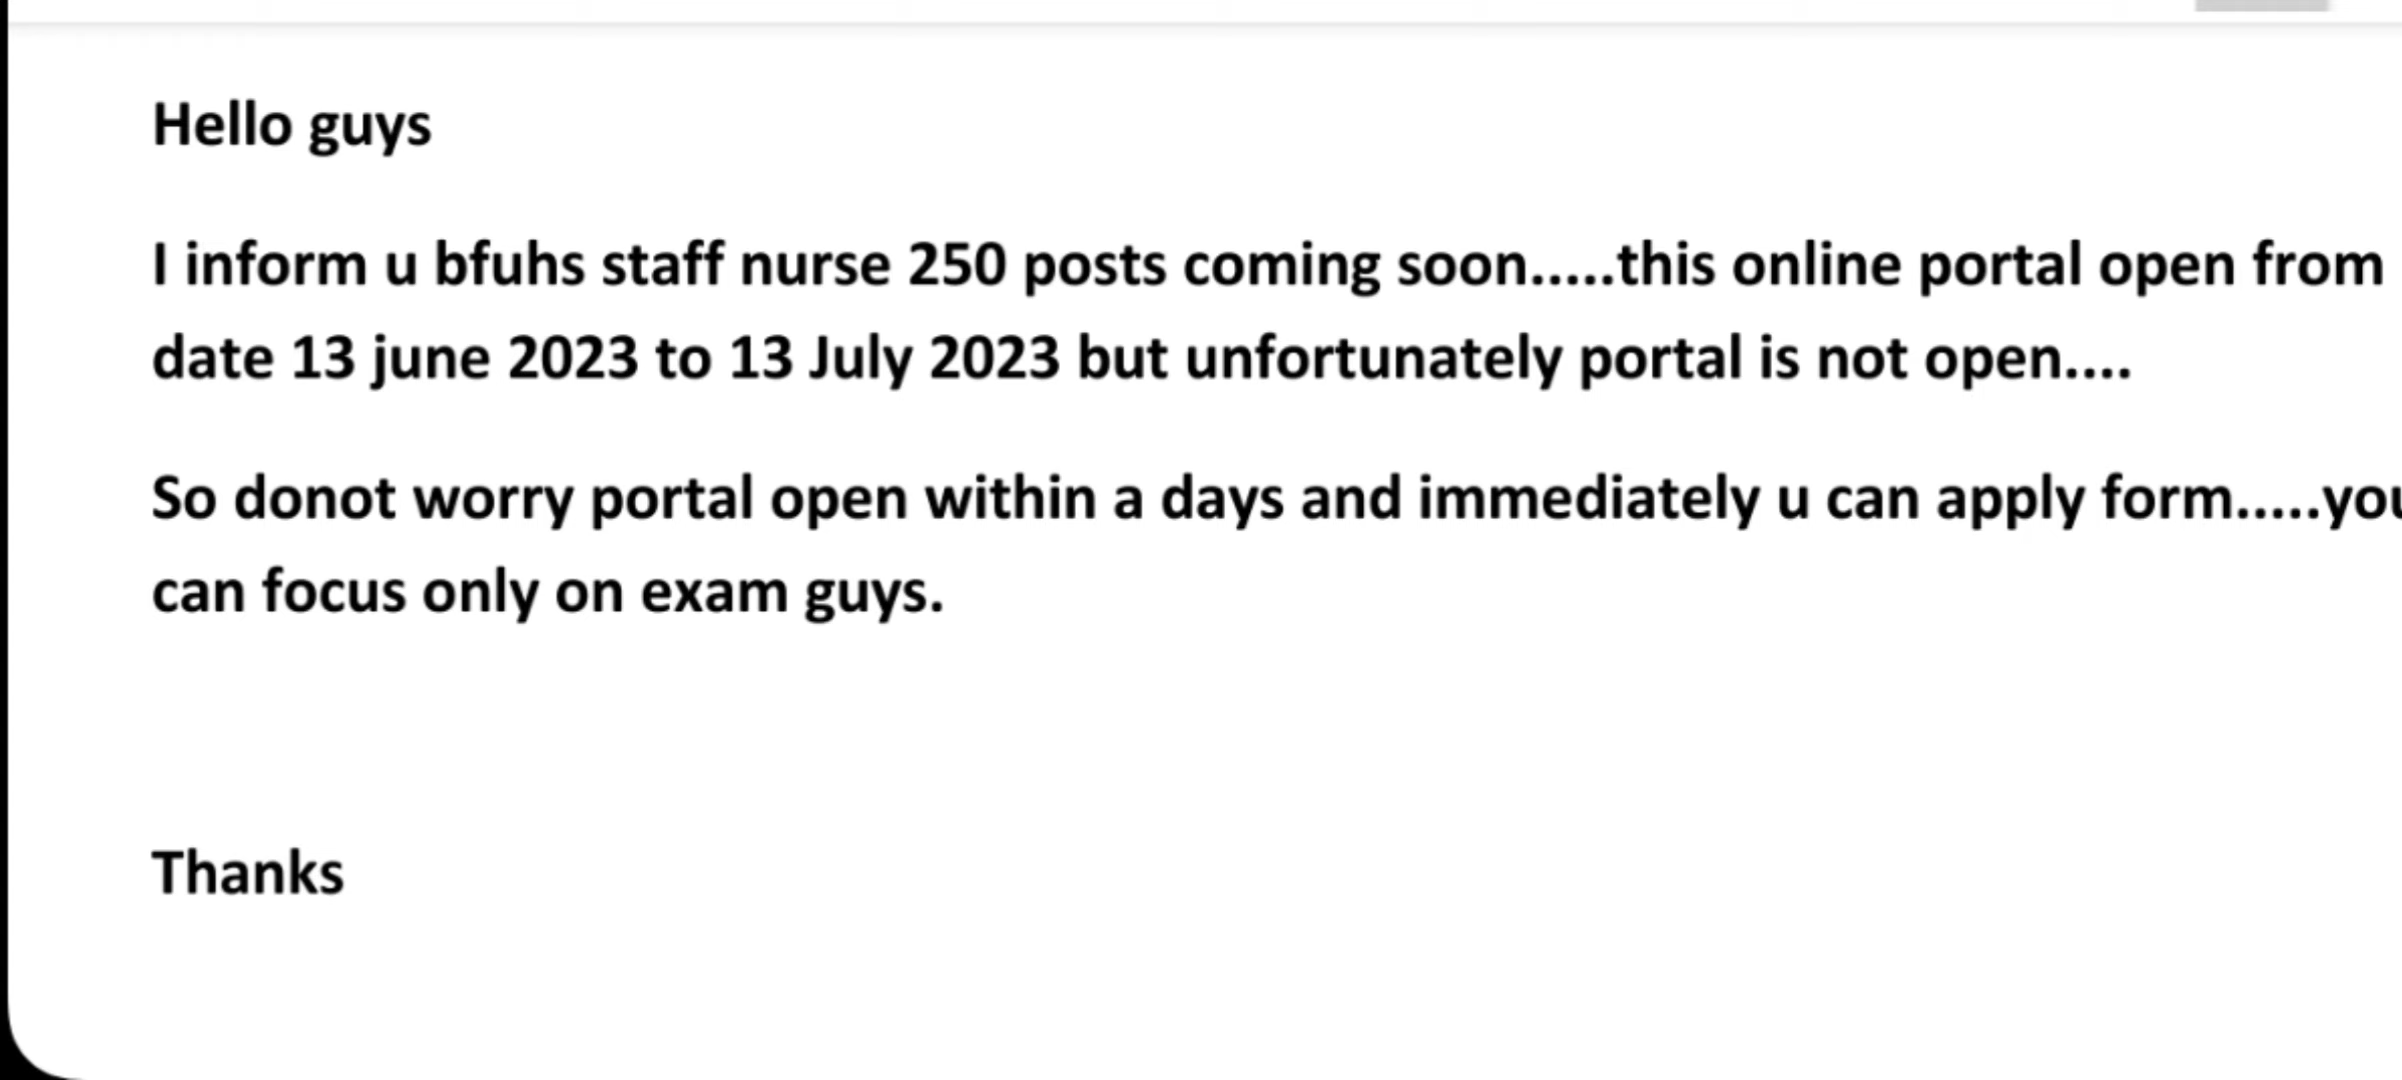 Hello guys
I inform u bfuhs staff nurse 250 posts coming soon.....this online portal open from
date 13 june 2023 to 13 July 2023 but unfortunately portal is not open....
So donot worry portal open within a days and immediately u can apply form.....you
can focus only on exam guys.
Thanks